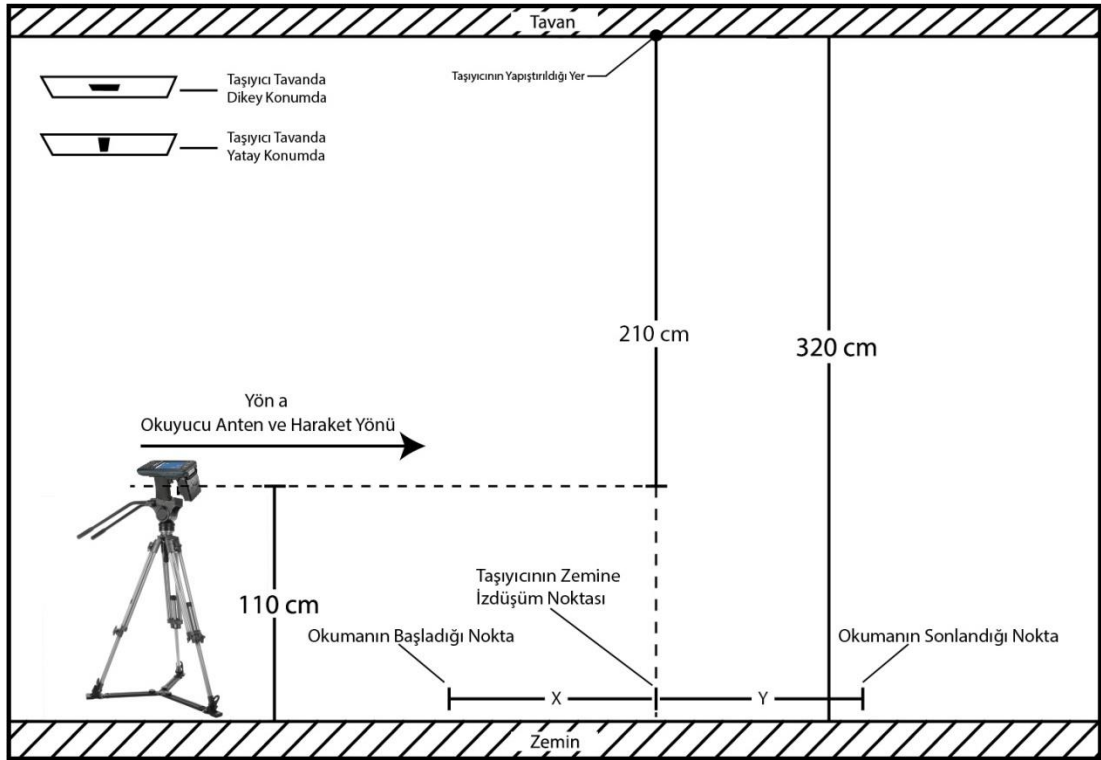 Tavan
Taşıyıcının Yapıştırıldığı Yer
Taşıyıcı Tavanda
Dikey Konumda
Taşıyıcı Tavanda
Yatay Konumda
210 cm
320 cm
Yön a
Okuyucu Anten ve Haraket Yönü
110 cm
Taşıyıcının Zemine
İzdüşüm Noktası
Okumanın Başladığı Nokta
Okumanın Sonlandığı Nokta
X
Y
Zemin